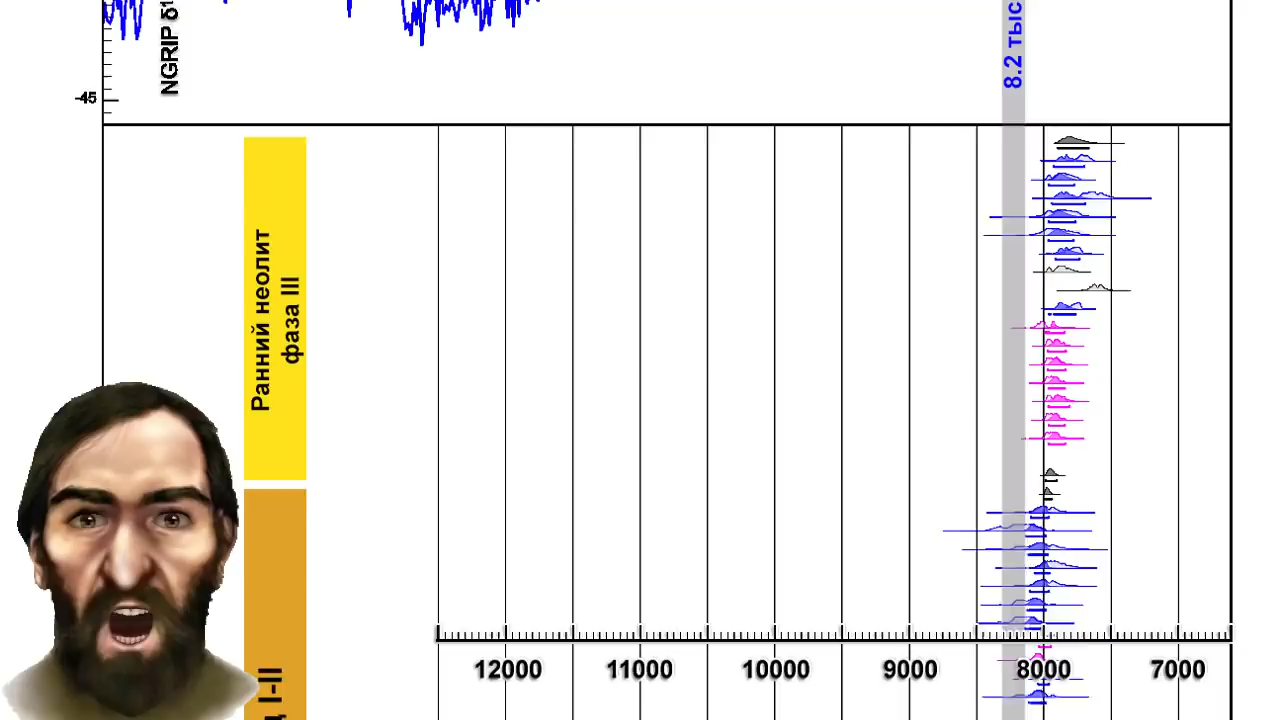 NGRIP δ¹
8.2 тыс
-45
Ранний неолит
фаза III
I-II
12000 11000 10000 9000 8000 7000